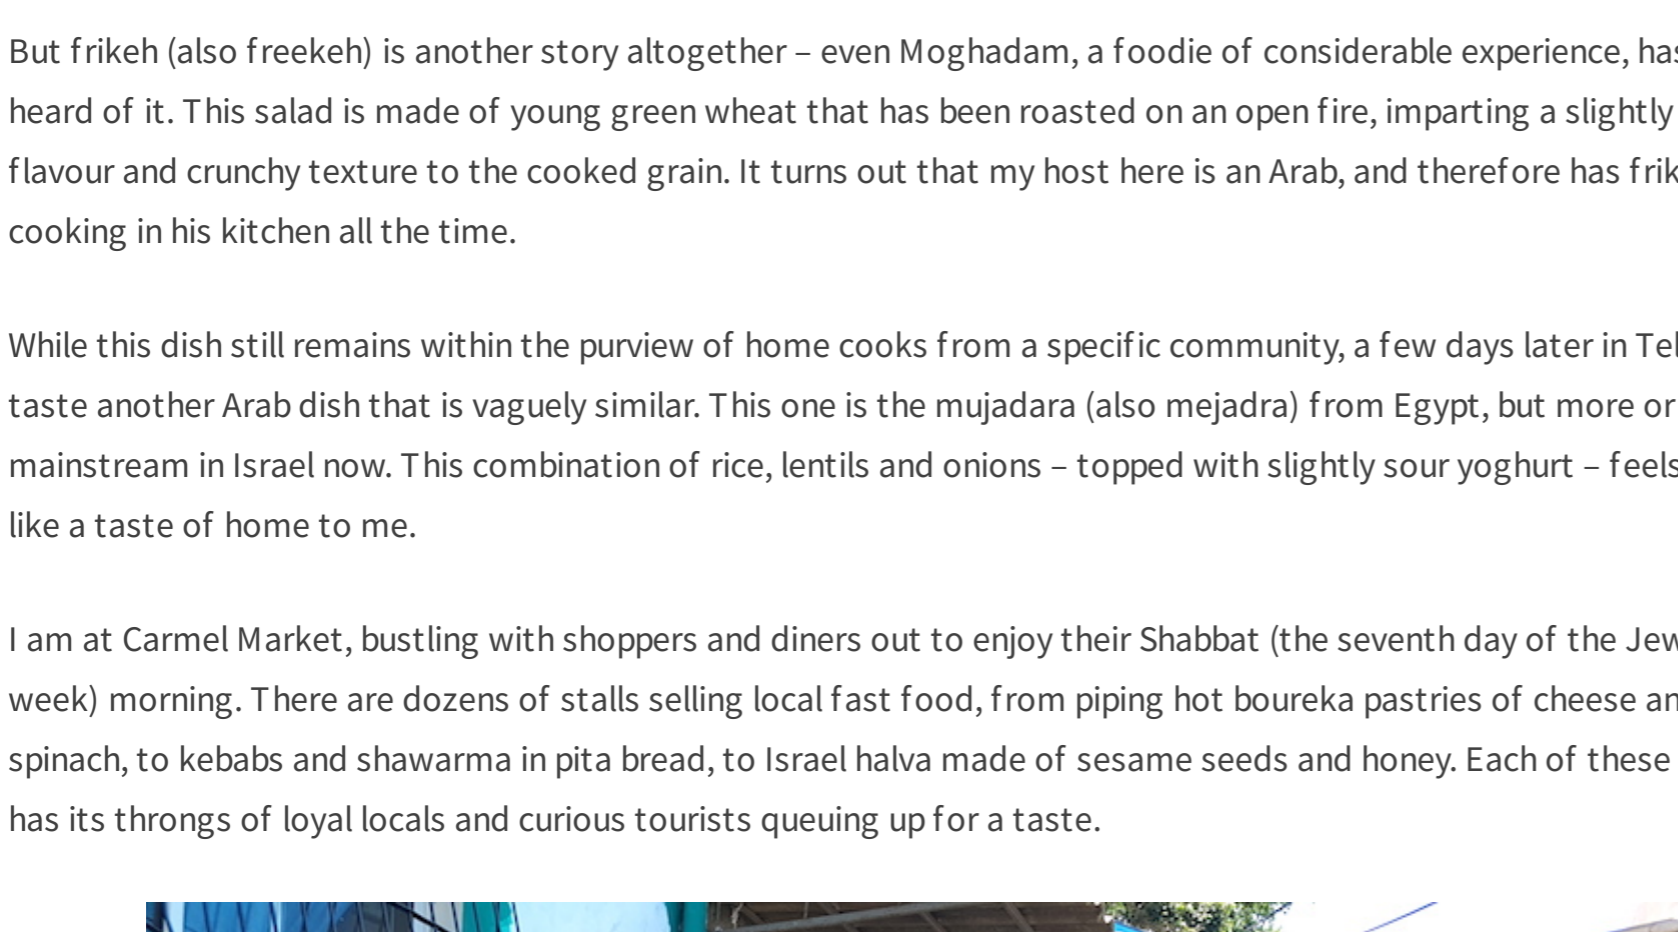 But frikeh (also freekeh) is another story altogether – even Moghadam, a foodie of considerable experience,
heard of it. This salad is made of young green wheat that has been roasted on an open fire, imparting a slightly
flavour and crunchy texture to the cooked grain. It turns out that my host here is an Arab, and therefore has
cooking in his kitchen all the time.
While this dish still remains within the purview of home cooks from a specific community, a few days later in
taste another Arab dish that is vaguely similar. This one is the mujadara (also mejadra) from Egypt, but more or
mainstream in Israel now. This combination of rice, lentils and onions – topped with slightly sour yoghurt – feels
like a taste of home to me.
I am at Carmel Market, bustling with shoppers and diners out to enjoy their Shabbat (the seventh day of the
week) morning. There are dozens of stalls selling local fast food, from piping hot boureka pastries of cheese
spinach, to kebabs and shawarma in pita bread, to Israel halva made of sesame seeds and honey. Each of these
has its throngs of loyal locals and curious tourists queuing up for a taste.